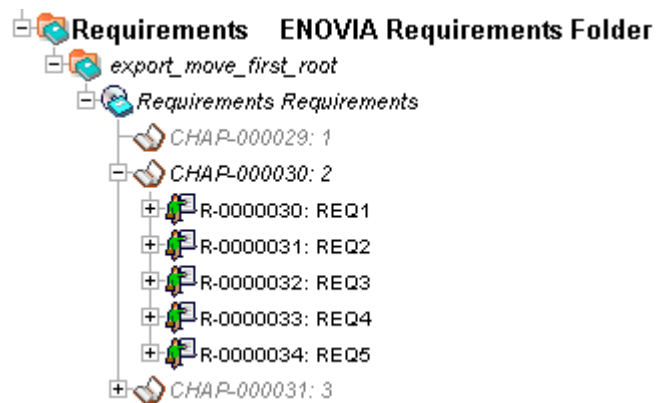 Requirements ENOVIA Requirements Folder
export_move_first_root
Requirements Requirements
CHAP-000029: 1
CHAP-000030: 2
R-0000030: REQ1
R-0000031: REQ2
R-0000032: REQ3
R-0000033: REQ4
R-0000034: REQ5
CHAP-000031: 3